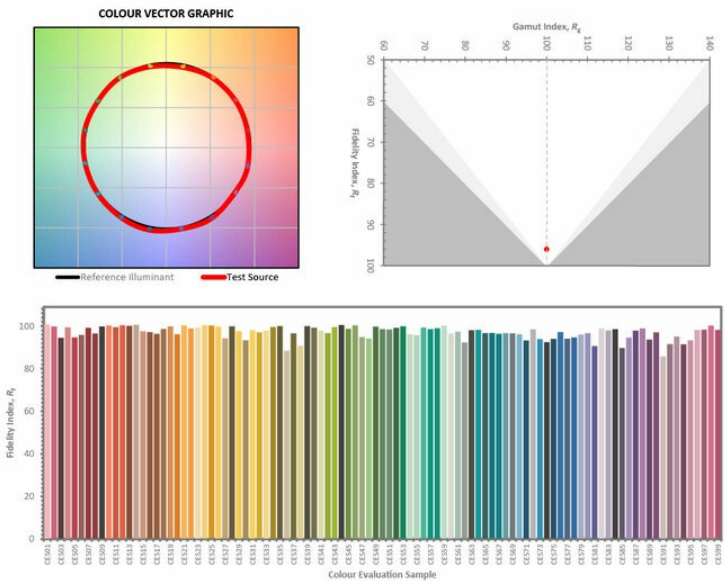 COLOUR VECTOR GRAPHIC
Reference Illuminant Test Source
Gamut Index, Rg
60 70 80 90 100 110 120 130 140
Fidelity Index, Rf
50
60
70
80
90
100
Fidelity Index, Rf
100
80
60
40
20
0
CES01 CES03 CES05 CES07 CES09 CES11 CES13 CES15 CES17 CES19 CES21 CES23 CES25 CES27 CES29 CES31 CES33 CES35 CES37 CES39 CES41 CES43 CES45 CES47 CES49 CES51 CES53 CES55 CES57 CES59 CES61 CES63 CES65 CES67 CES69 CES71 CES73 CES75 CES77 CES79 CES81 CES83 CES85 CES87 CES89 CES91 CES93 CES95 CES97 CES99
Colour Evaluation Sample